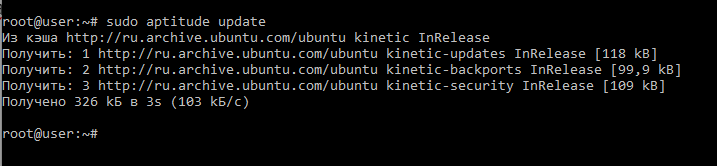 root@user:~# sudo aptitude update
Из кэша http://ru.archive.ubuntu.com/ubuntu kinetic InRelease
Получить: 1 http://ru.archive.ubuntu.com/ubuntu kinetic-updates InRelease [118 kB]
Получить: 2 http://ru.archive.ubuntu.com/ubuntu kinetic-backports InRelease [99,9 kB]
Получить: 3 http://ru.archive.ubuntu.com/ubuntu kinetic-security InRelease [109 kB]
Получено 326 kБ в 3s (103 kБ/с)
root@user:~#